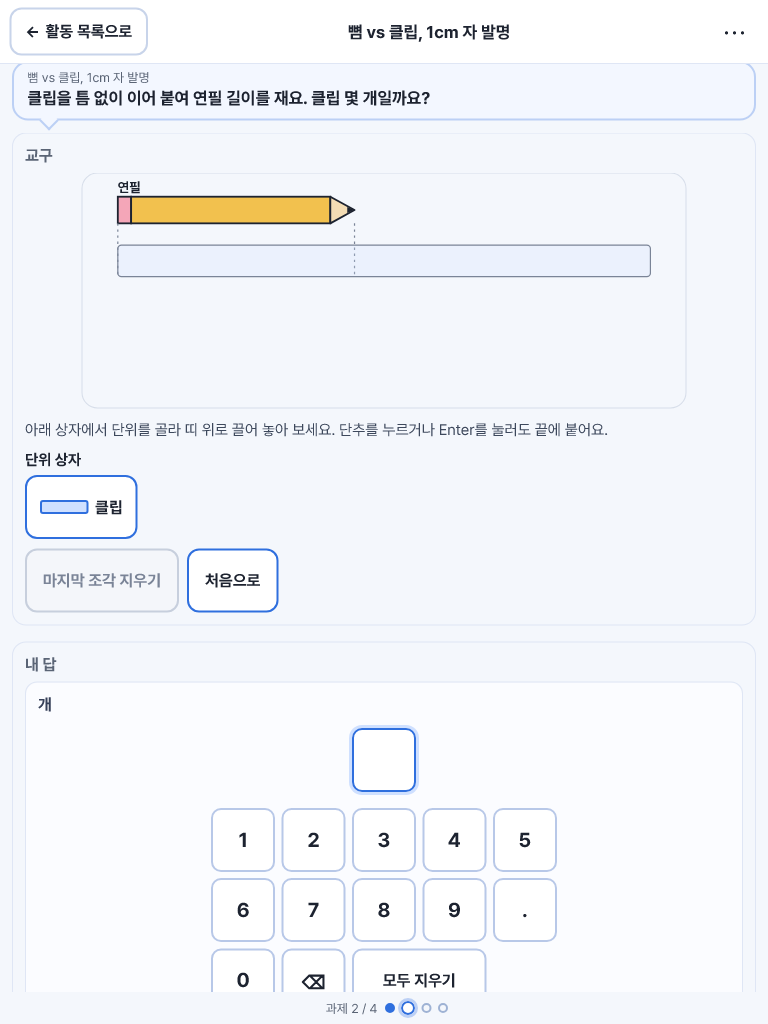 ← 활동 목록으로
뼘 vs 클립, 1cm 자 발명
뼘 vs 클립, 1cm 자 발명
클립을 틈 없이 이어 붙여 연필 길이를 재요. 클립 몇 개일까요?
교구
연필
아래 상자에서 단위를 골라 띠 위로 끌어 놓아 보세요. 단추를 누르거나 Enter를 눌러도 끝에 붙어요.
단위 상자
클립
마지막 조각 지우기 처음으로
내 답
개
1 2 3 4 5
6 7 8 9 .
0 ⌫ 모두 지우기
과제 2 / 4